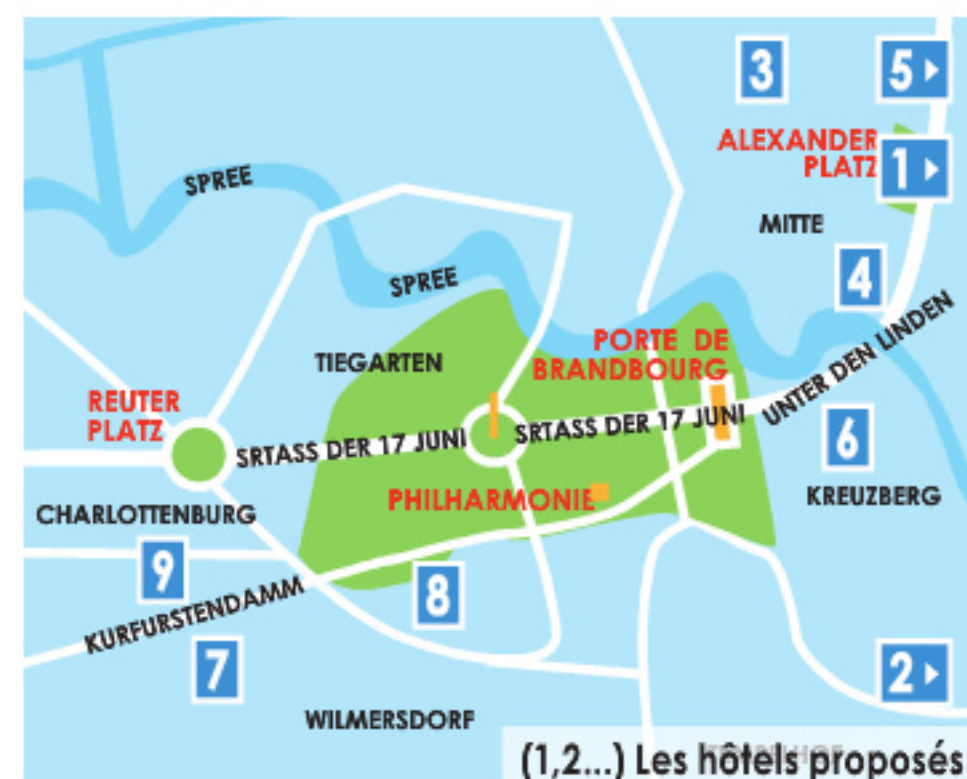 3
5
ALEXANDER
PLATZ
1
SPREE
MITTE
SPREE
4
TIEGARTEN
PORTE DE
BRANDBOURG
UNTER DEN LINDEN
REUTER
PLATZ
SRTASS DER 17 JUNI
SRTASS DER 17 JUNI
6
PHILHARMONIE
KREUZBERG
CHARLOTTENBURG
9
8
KURFURSTENDAMM
7
2
WILMERSDORF
(1,2...) Les hôtels proposés